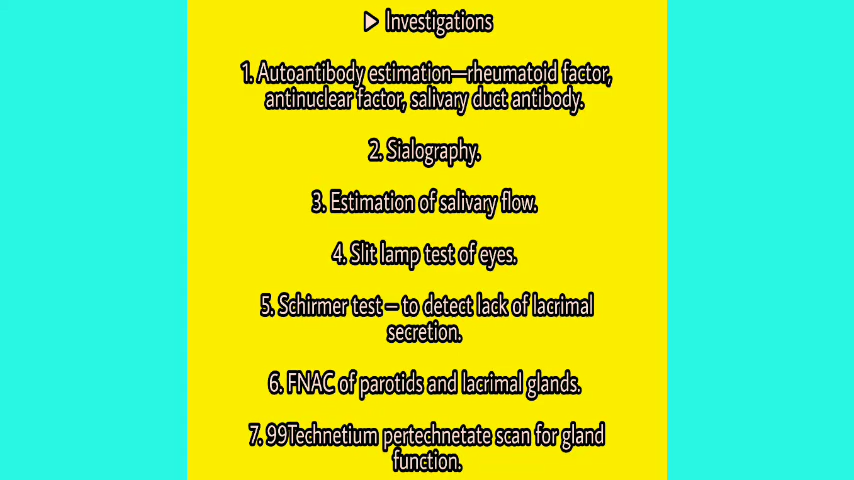 ▶ Investigations
1. Autoantibody estimation—rheumatoid factor,
antinuclear factor, salivary duct antibody.
2. Sialography.
3. Estimation of salivary flow.
4. Slit lamp test of eyes.
5. Schirmer test – to detect lack of lacrimal
secretion.
6. FNAC of parotids and lacrimal glands.
7. 99Technetium pertechnetate scan for gland
function.